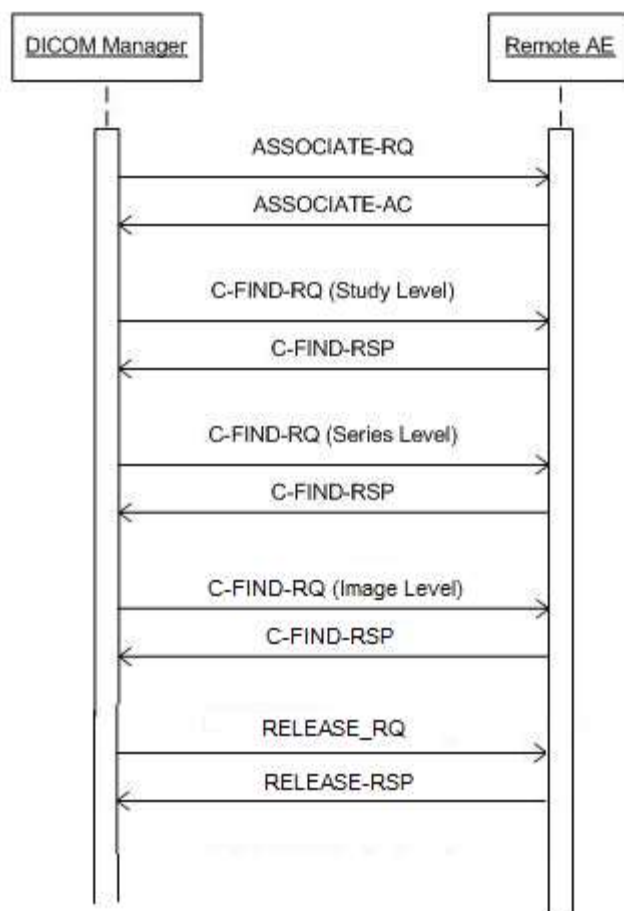 DICOM Manager
Remote AE
ASSOCIATE-RQ
ASSOCIATE-AC
C-FIND-RQ (Study Level)
C-FIND-RSP
C-FIND-RQ (Series Level)
C-FIND-RSP
C-FIND-RQ (Image Level)
C-FIND-RSP
RELEASE_RQ
RELEASE-RSP